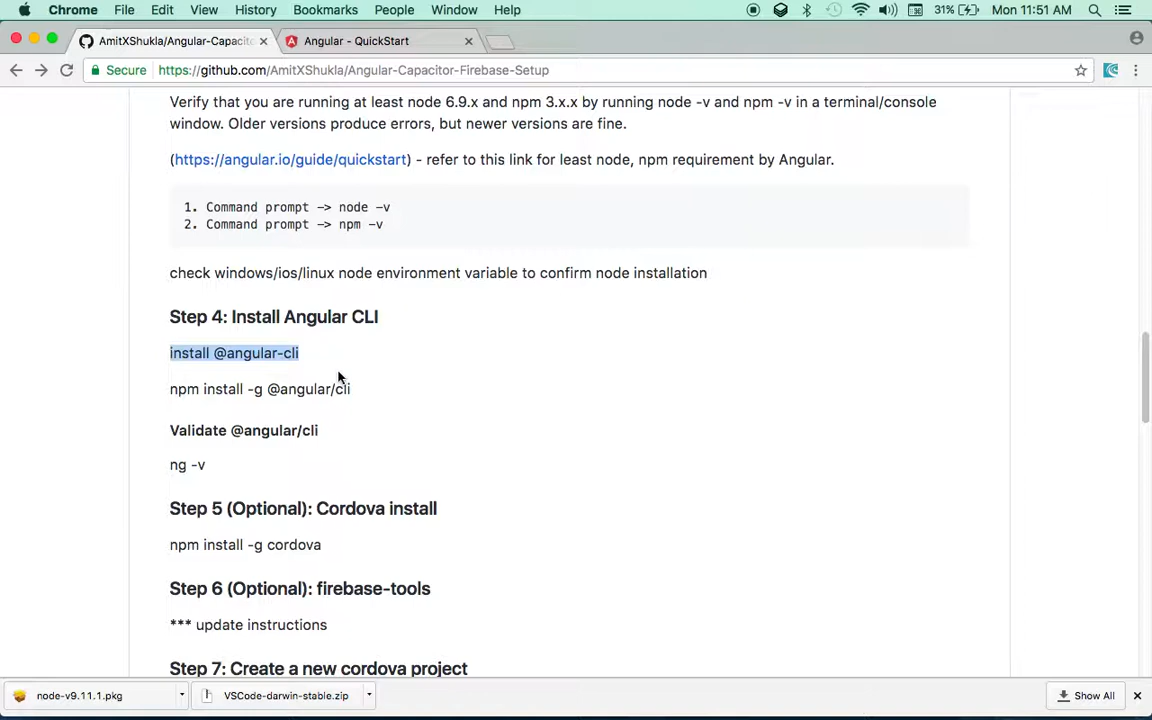 Chrome File Edit View History Bookmarks People Window Help 31% Mon 11:51 AM
AmitXShukla/Angular-Capacito Angular - QuickStart
Secure https://github.com/AmitXShukla/Angular-Capacitor-Firebase-Setup
Verify that you are running at least node 6.9.x and npm 3.x.x by running node -v and npm -v in a terminal/console
window. Older versions produce errors, but newer versions are fine.
(https://angular.io/guide/quickstart) - refer to this link for least node, npm requirement by Angular.
1. Command prompt -> node -v
2. Command prompt -> npm -v
check windows/ios/linux node environment variable to confirm node installation
Step 4: Install Angular CLI
install @angular-cli
npm install -g @angular/cli
Validate @angular/cli
ng -v
Step 5 (Optional): Cordova install
npm install -g cordova
Step 6 (Optional): firebase-tools
*** update instructions
Step 7: Create a new cordova project
node-v9.11.1.pkg VSCode-darwin-stable.zip Show All